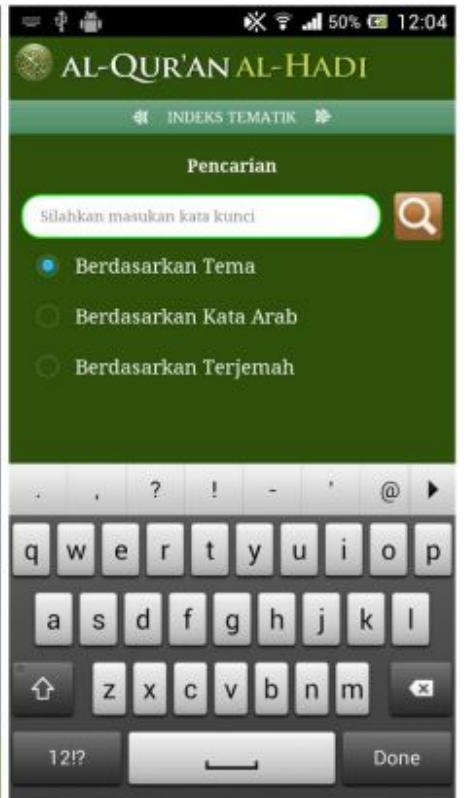 50% 12:04
AL-QUR'AN AL-HADI
INDEKS TEMATIK
Pencarian
Silahkan masukan kata kunci
Berdasarkan Tema
Berdasarkan Kata Arab
Berdasarkan Terjemah
. , ? ! - ' @
q w e r t y u i o p
a s d f g h j k l
z x c v b n m
12!? Done